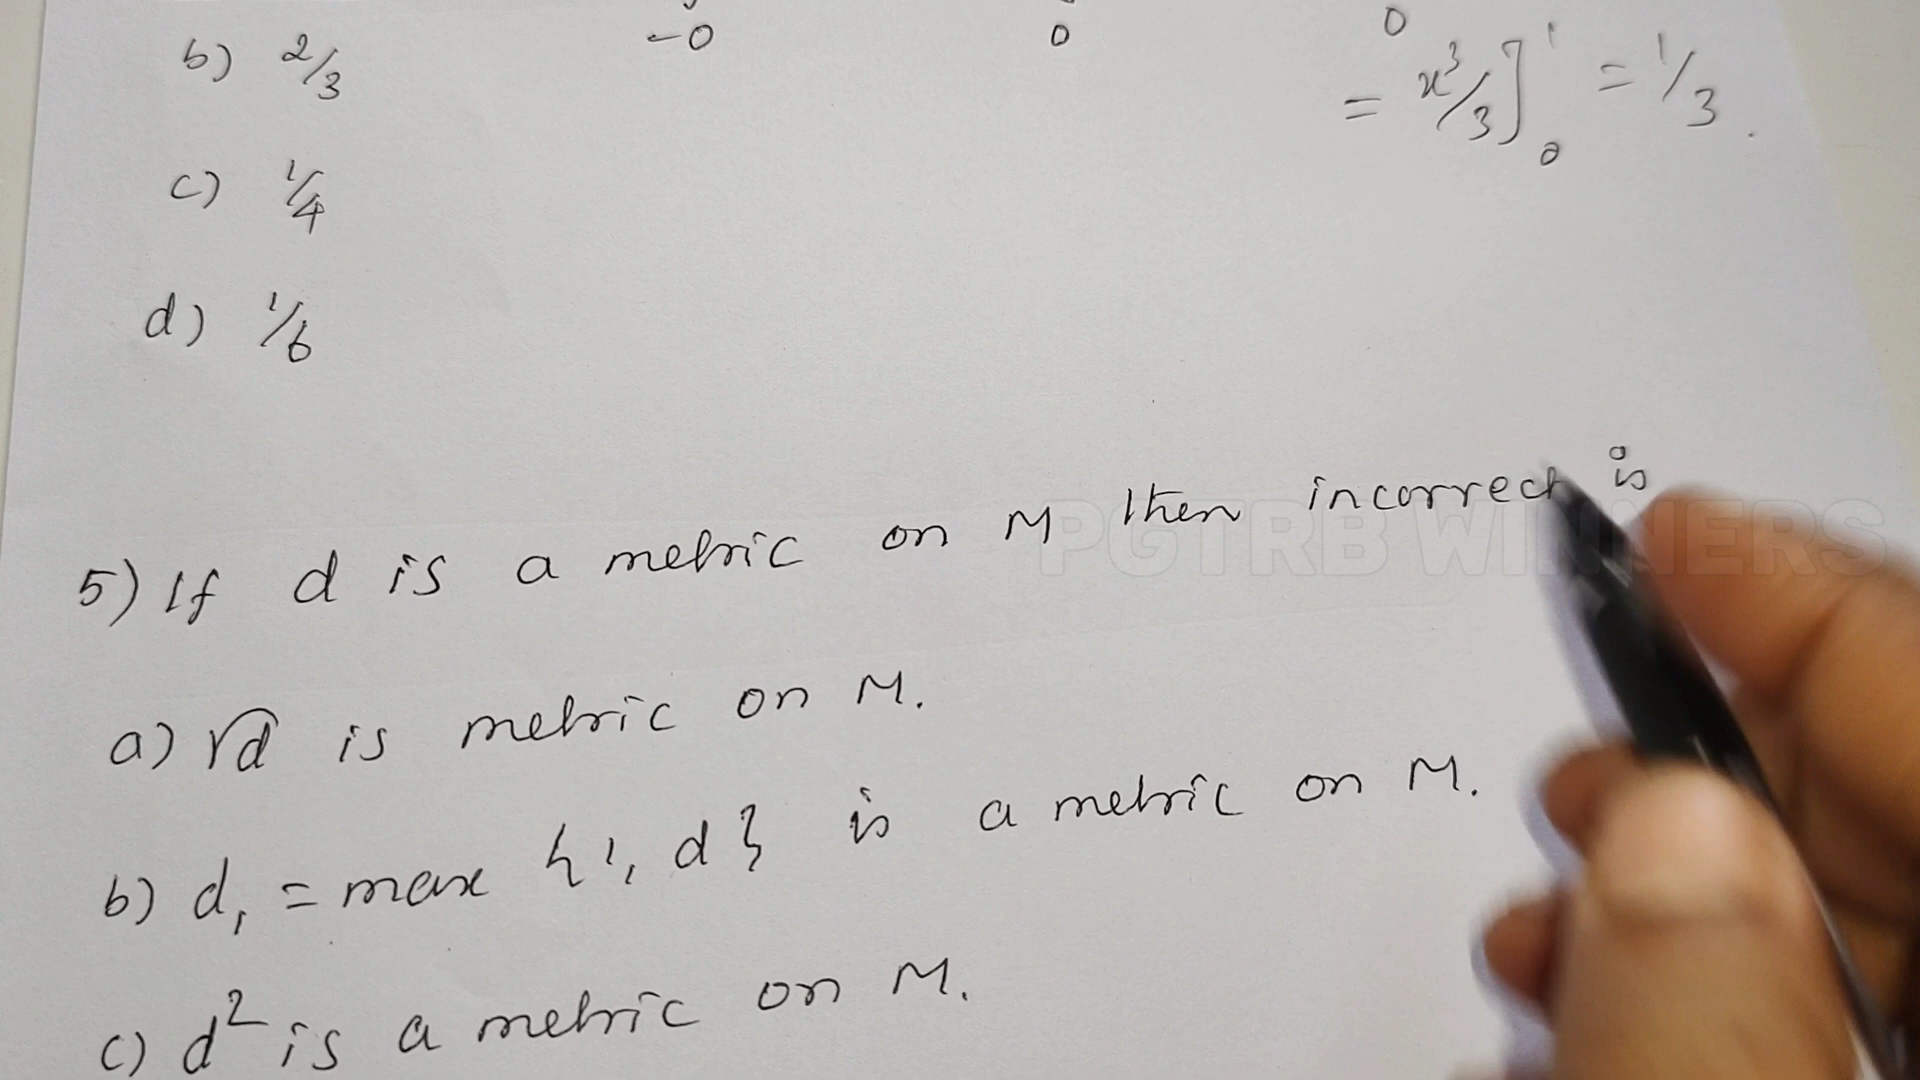 b) 2/3
-0
0
0
= x³/3]¹₀ = 1/3.
c) 1/4
d) 1/6
5) If d is a metric on M then incorrect is
PGTRB WINNERS
a) √d is metric on M.
b) d₁ = max {1, d} is a metric on M.
c) d² is a metric on M.